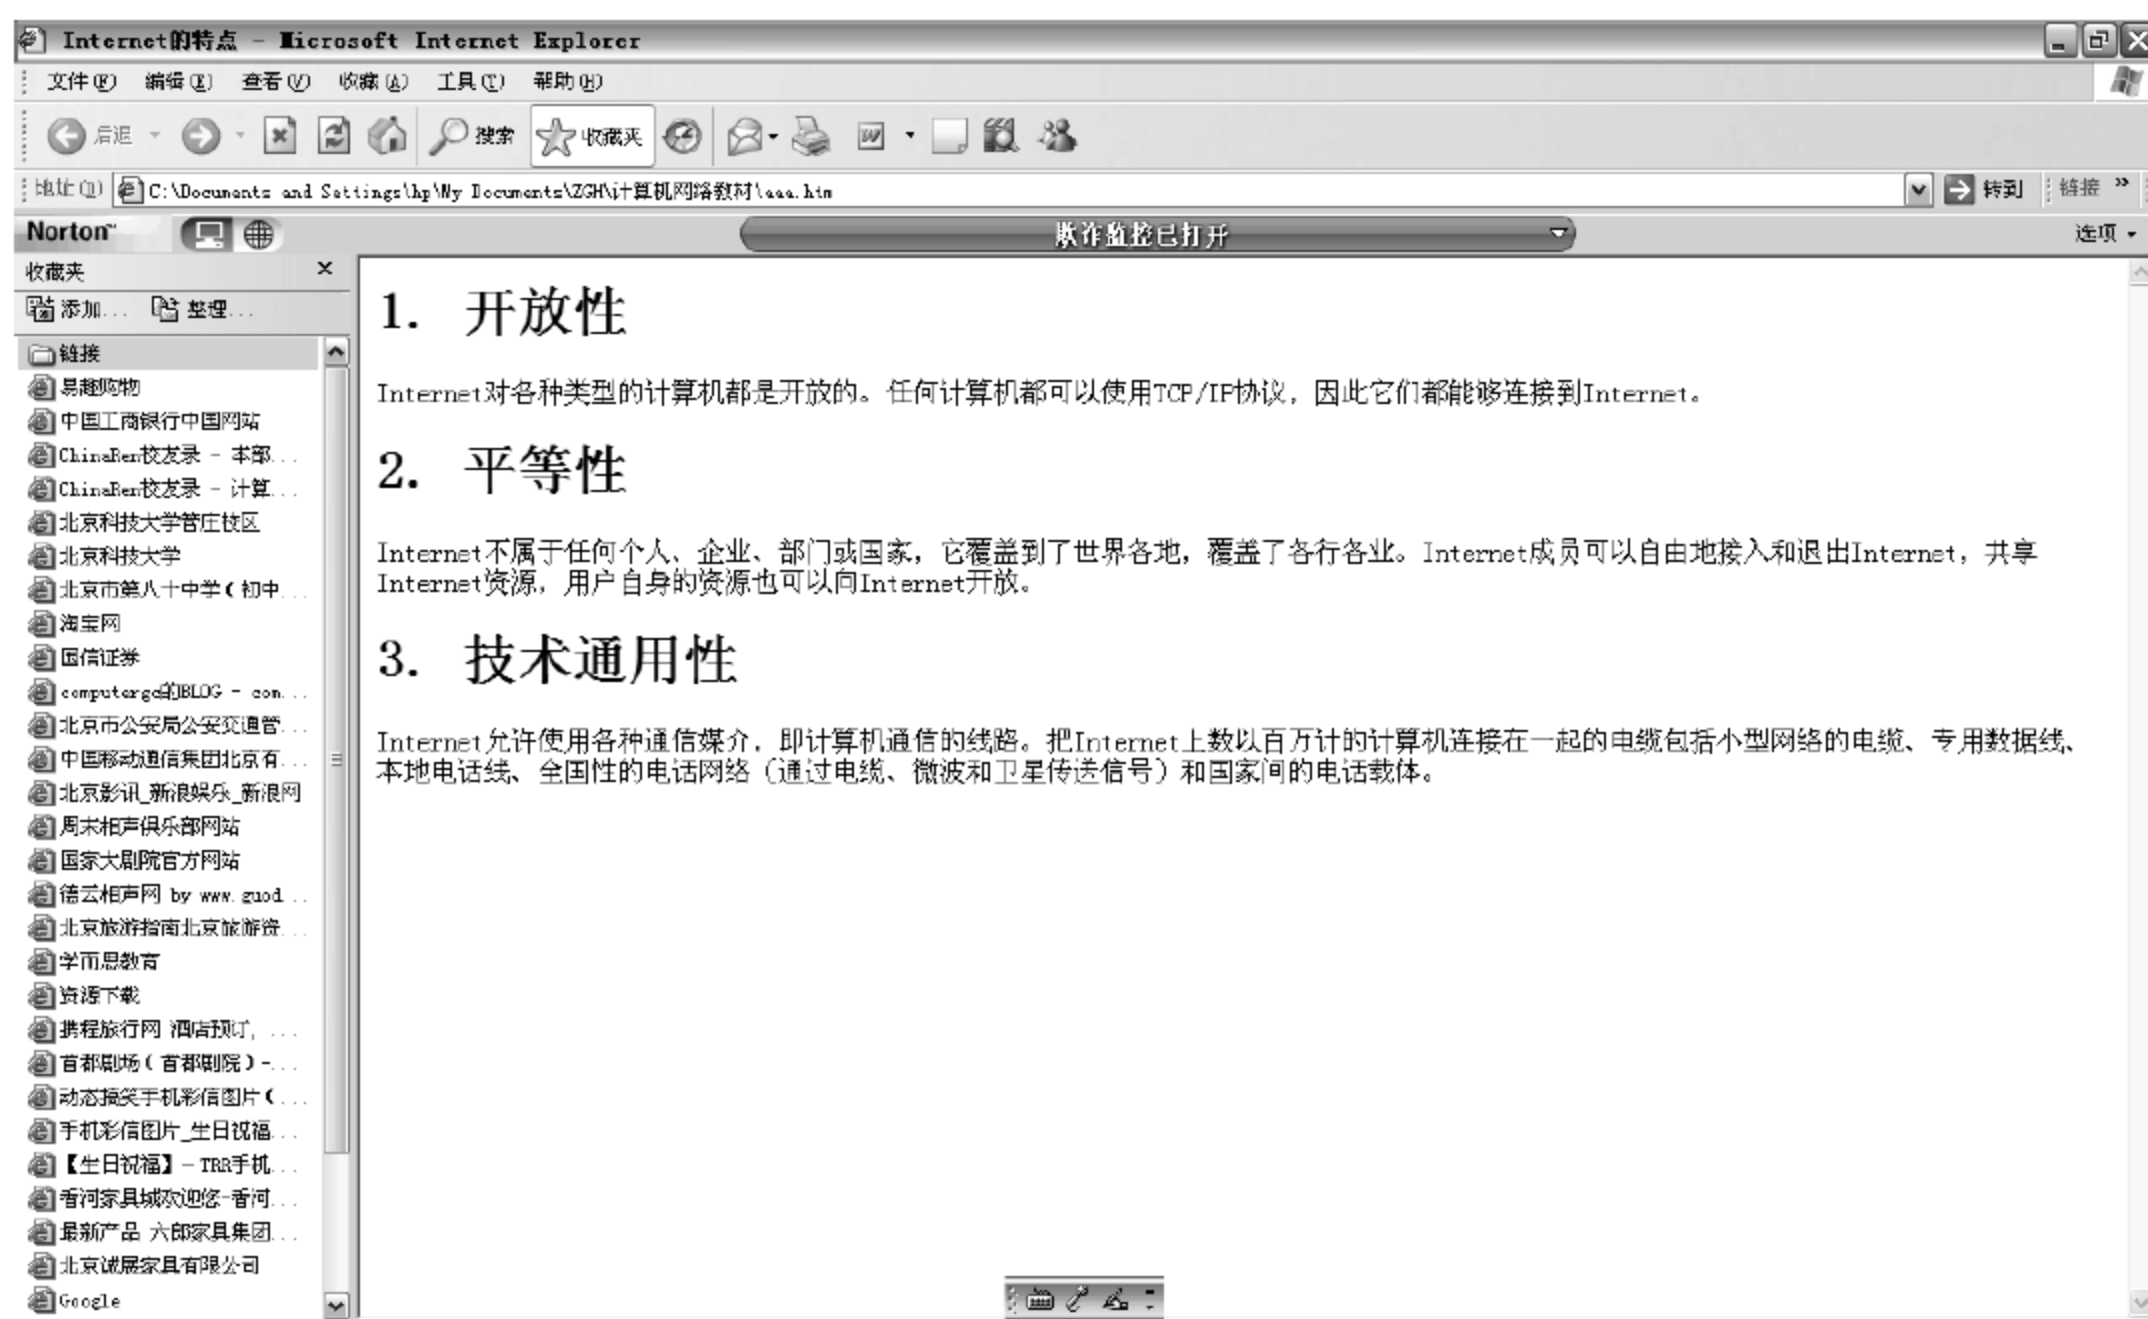 Internet的特点 - Microsoft Internet Explorer
文件(F) 编辑(E) 查看(V) 收藏(A) 工具(T) 帮助(H)
后退 搜索 收藏夹
地址(D) C:\Documents and Settings\hp\My Documents\ZGH\计算机网络教材\aaa.htm 转到 链接 »
Norton™ 欺诈监控已打开 选项
收藏夹 ×
添加... 整理...
链接
易趣购物
中国工商银行中国网站
ChinaRen校友录 - 本部...
ChinaRen校友录 - 计算...
北京科技大学管庄校区
北京科技大学
北京市第八十中学(初中...
淘宝网
国信证券
computergc的BLOG - con...
北京市公安局公安交通管...
中国移动通信集团北京有...
北京影讯_新浪娱乐_新浪网
周末相声俱乐部网站
国家大剧院官方网站
德云相声网 by www.guod...
北京旅游指南北京旅游资...
学而思教育
资源下载
携程旅行网 酒店预订, ...
首都剧场(首都剧院)-...
动态搞笑手机彩信图片(...
手机彩信图片_生日祝福...
【生日祝福】- TRR手机...
香河家具城欢迎您-香河...
最新产品 六郎家具集团...
北京诚展家具有限公司
Google
1. 开放性
Internet对各种类型的计算机都是开放的。任何计算机都可以使用TCP/IP协议，因此它们都能够连接到Internet。
2. 平等性
Internet不属于任何个人、企业、部门或国家，它覆盖到了世界各地，覆盖了各行各业。Internet成员可以自由地接入和退出Internet，共享
Internet资源，用户自身的资源也可以向Internet开放。
3. 技术通用性
Internet允许使用各种通信媒介，即计算机通信的线路。把Internet上数以百万计的计算机连接在一起的电缆包括小型网络的电缆、专用数据线、
本地电话线、全国性的电话网络（通过电缆、微波和卫星传送信号）和国家间的电话载体。